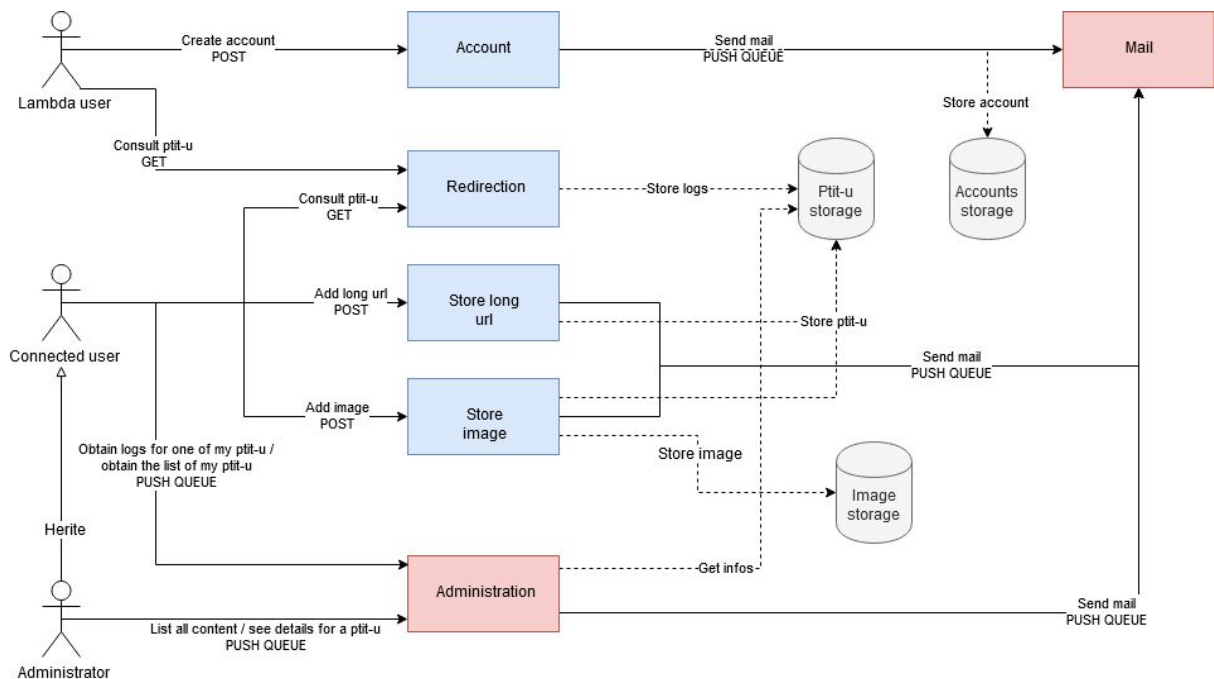 Create account
POST
Account
Send mail
PUSH QUEUE
Mail
Lambda user
Store account
Consult ptit-u
GET
Redirection
Store logs
Ptit-u
storage
Accounts
storage
Consult ptit-u
GET
Connected user
Add long url
POST
Store long
url
Store ptit-u
Send mail
PUSH QUEUE
Add image
POST
Store
image
Store image
Image
storage
Obtain logs for one of my ptit-u /
obtain the list of my ptit-u
PUSH QUEUE
Herite
Administration
Get infos
Send mail
PUSH QUEUE
List all content / see details for a ptit-u
PUSH QUEUE
Administrator